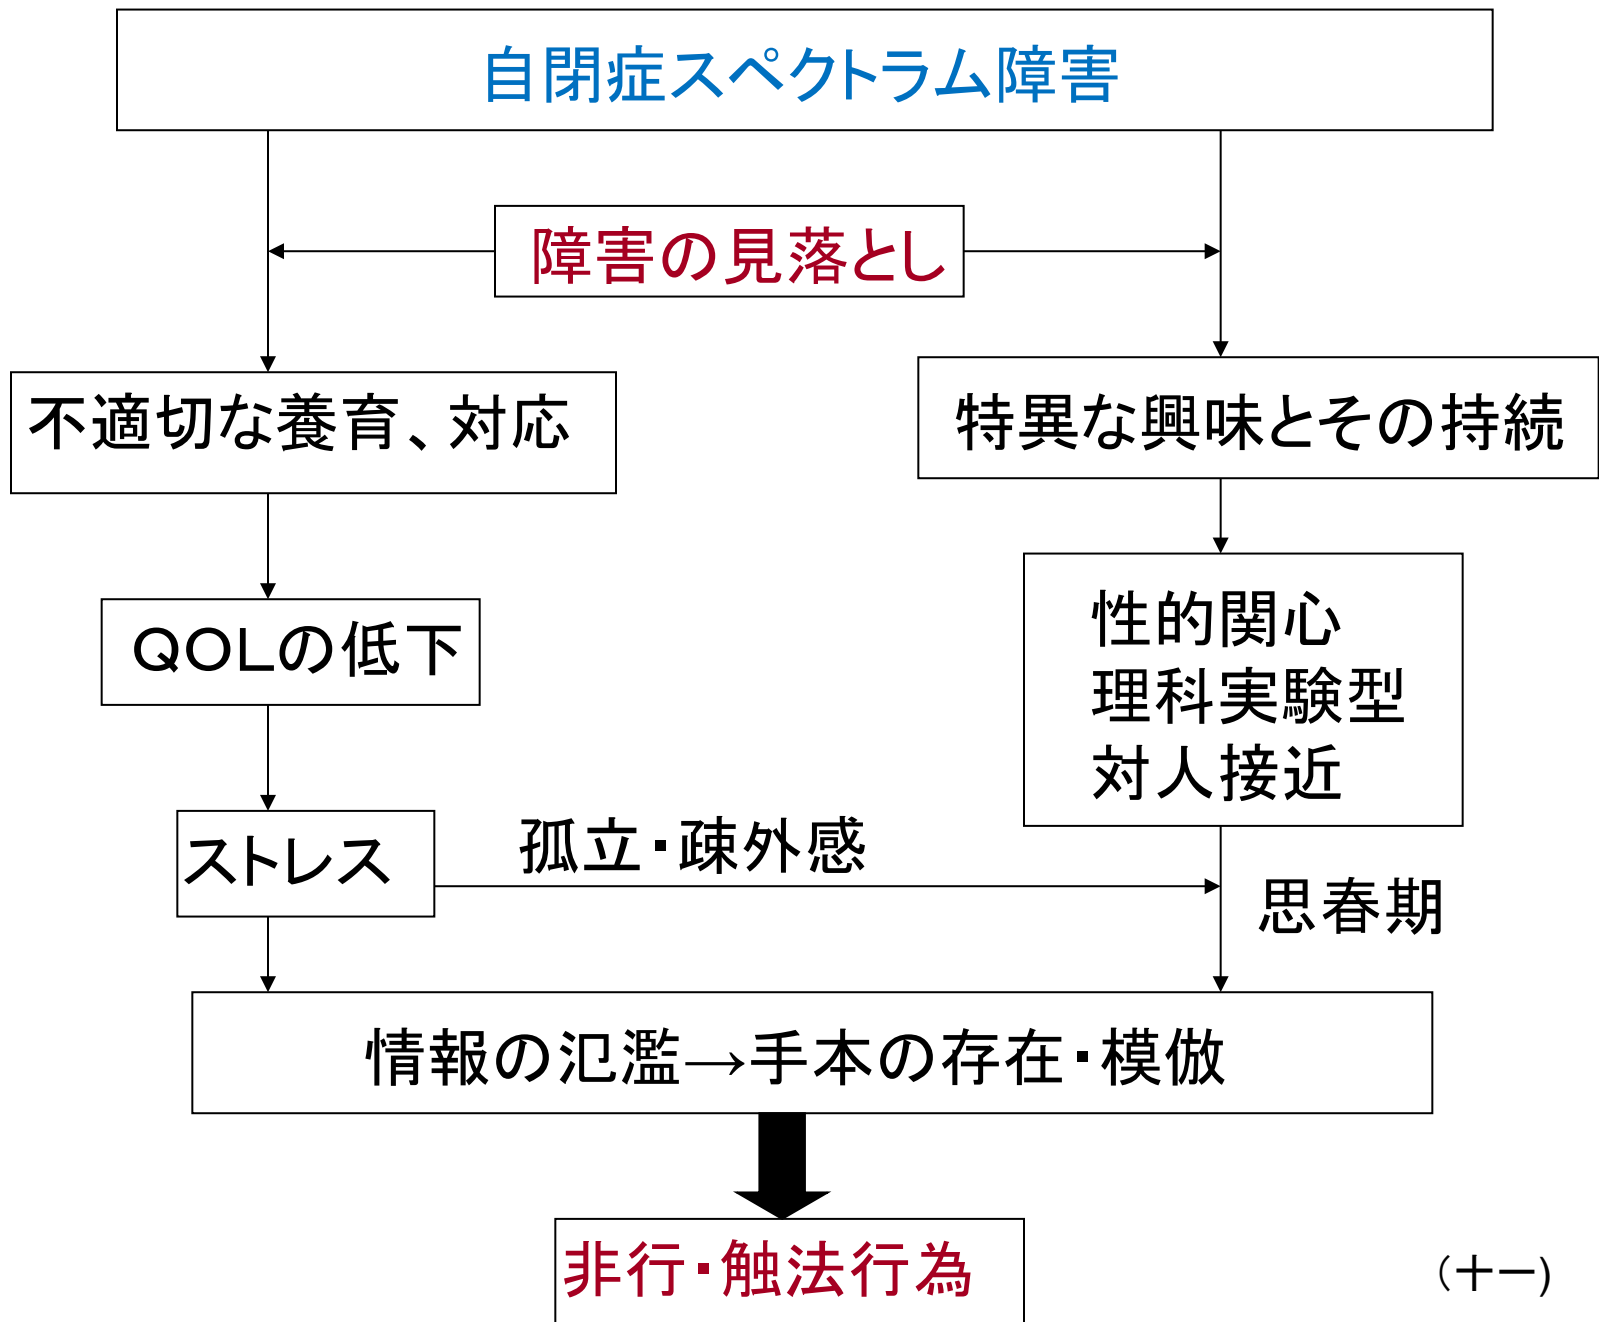 自閉症スペクトラム障害
障害の見落とし
不適切な養育、対応
特異な興味とその持続
QOLの低下
性的関心
理科実験型
対人接近
ストレス
孤立・疎外感
思春期
情報の氾濫→手本の存在・模倣
非行・触法行為
（十一)